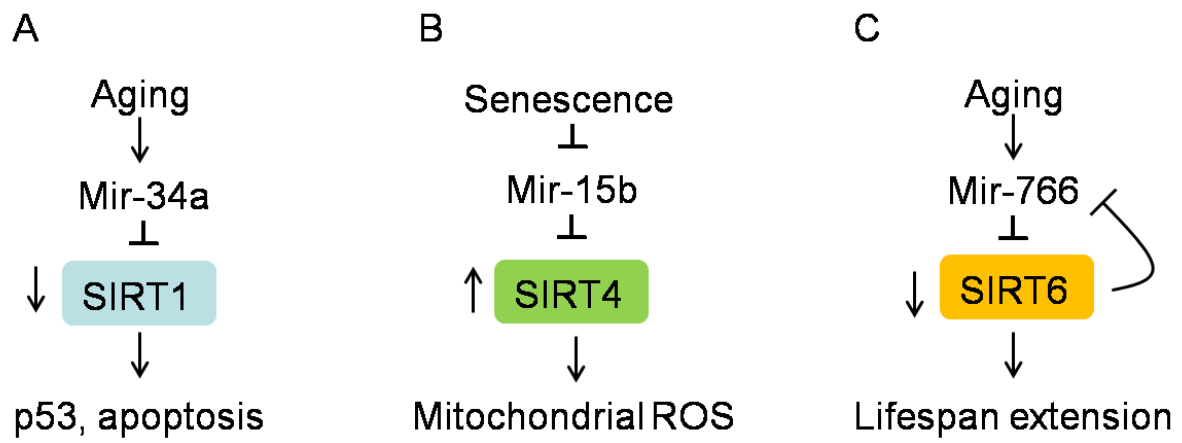 A
Aging
Mir-34a
SIRT1
p53, apoptosis
B
Senescence
Mir-15b
SIRT4
Mitochondrial ROS
C
Aging
Mir-766
SIRT6
Lifespan extension